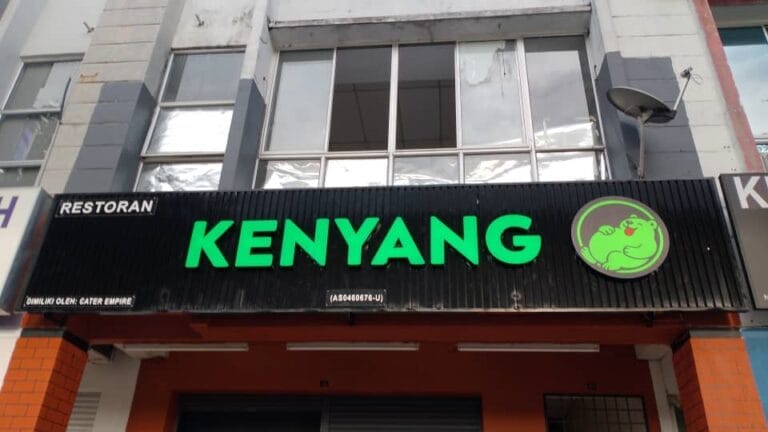 RESTORAN
KENYANG
DIMILIKI OLEH: CATER EMPIRE
(AS0460676-U)
H
K